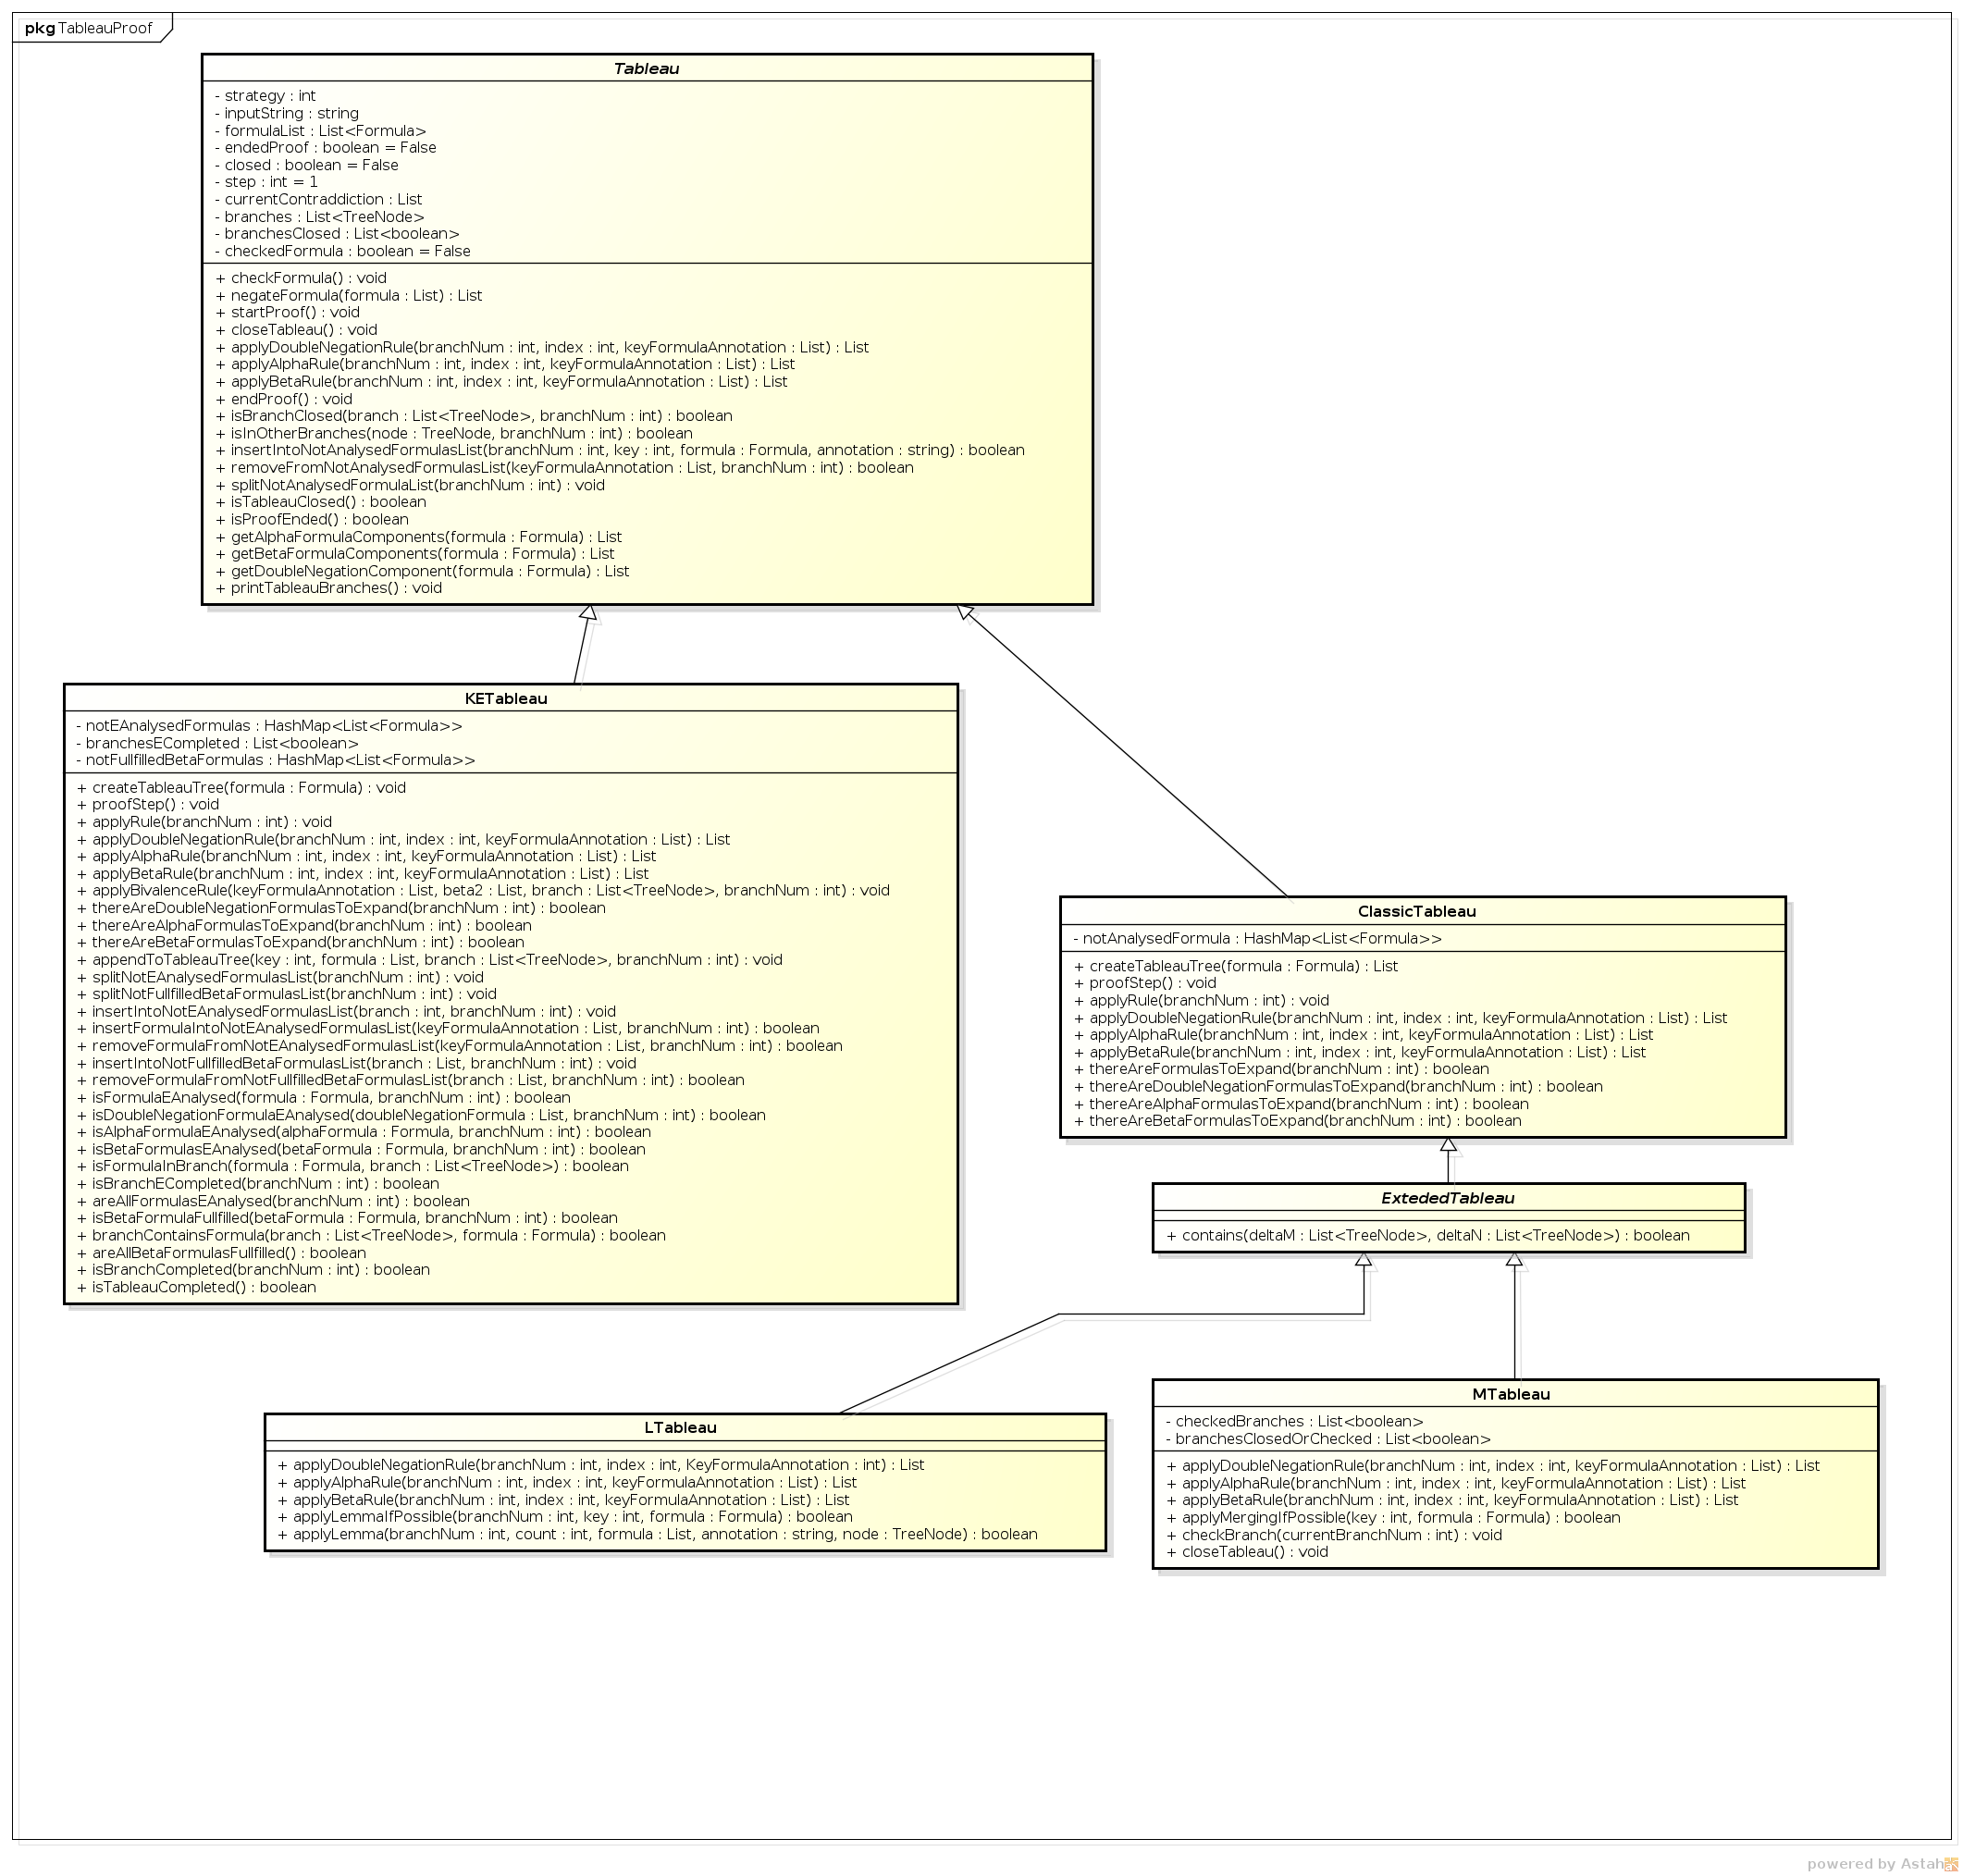 pkg TableauProof
Tableau
- strategy : int
- inputString : string
- formulaList : List<Formula>
- endedProof : boolean = False
- closed : boolean = False
- step : int = 1
- currentContraddiction : List
- branches : List<TreeNode>
- branchesClosed : List<boolean>
- checkedFormula : boolean = False
+ checkFormula() : void
+ negateFormula(formula : List) : List
+ startProof() : void
+ closeTableau() : void
+ applyDoubleNegationRule(branchNum : int, index : int, keyFormulaAnnotation : List) : List
+ applyAlphaRule(branchNum : int, index : int, keyFormulaAnnotation : List) : List
+ applyBetaRule(branchNum : int, index : int, keyFormulaAnnotation : List) : List
+ endProof() : void
+ isBranchClosed(branch : List<TreeNode>, branchNum : int) : boolean
+ isInOtherBranches(node : TreeNode, branchNum : int) : boolean
+ insertIntoNotAnalysedFormulasList(branchNum : int, key : int, formula : Formula, annotation : string) : boolean
+ removeFromNotAnalysedFormulasList(keyFormulaAnnotation : List, branchNum : int) : boolean
+ splitNotAnalysedFormulaList(branchNum : int) : void
+ isTableauClosed() : boolean
+ isProofEnded() : boolean
+ getAlphaFormulaComponents(formula : Formula) : List
+ getBetaFormulaComponents(formula : Formula) : List
+ getDoubleNegationComponent(formula : Formula) : List
+ printTableauBranches() : void
KETableau
- notEAnalysedFormulas : HashMap<List<Formula>>
- branchesECompleted : List<boolean>
- notFullfilledBetaFormulas : HashMap<List<Formula>>
+ createTableauTree(formula : Formula) : void
+ proofStep() : void
+ applyRule(branchNum : int) : void
+ applyDoubleNegationRule(branchNum : int, index : int, keyFormulaAnnotation : List) : List
+ applyAlphaRule(branchNum : int, index : int, keyFormulaAnnotation : List) : List
+ applyBetaRule(branchNum : int, index : int, keyFormulaAnnotation : List) : List
+ applyBivalenceRule(keyFormulaAnnotation : List, beta2 : List, branch : List<TreeNode>, branchNum : int) : void
+ thereAreDoubleNegationFormulasToExpand(branchNum : int) : boolean
+ thereAreAlphaFormulasToExpand(branchNum : int) : boolean
+ thereAreBetaFormulasToExpand(branchNum : int) : boolean
+ appendToTableauTree(key : int, formula : List, branch : List<TreeNode>, branchNum : int) : void
+ splitNotEAnalysedFormulasList(branchNum : int) : void
+ splitNotFullfilledBetaFormulasList(branchNum : int) : void
+ insertIntoNotEAnalysedFormulasList(branch : int, branchNum : int) : void
+ insertFormulaIntoNotEAnalysedFormulasList(keyFormulaAnnotation : List, branchNum : int) : boolean
+ removeFormulaFromNotEAnalysedFormulasList(keyFormulaAnnotation : List, branchNum : int) : boolean
+ insertIntoNotFullfilledBetaFormulasList(branch : List, branchNum : int) : void
+ removeFormulaFromNotFullfilledBetaFormulasList(branch : List, branchNum : int) : boolean
+ isFormulaEAnalysed(formula : Formula, branchNum : int) : boolean
+ isDoubleNegationFormulaEAnalysed(doubleNegationFormula : List, branchNum : int) : boolean
+ isAlphaFormulaEAnalysed(alphaFormula : Formula, branchNum : int) : boolean
+ isBetaFormulasEAnalysed(betaFormula : Formula, branchNum : int) : boolean
+ isFormulaInBranch(formula : Formula, branch : List<TreeNode>) : boolean
+ isBranchECompleted(branchNum : int) : boolean
+ areAllFormulasEAnalysed(branchNum : int) : boolean
+ isBetaFormulaFullfilled(betaFormula : Formula, branchNum : int) : boolean
+ branchContainsFormula(branch : List<TreeNode>, formula : Formula) : boolean
+ areAllBetaFormulasFullfilled() : boolean
+ isBranchCompleted(branchNum : int) : boolean
+ isTableauCompleted() : boolean
ClassicTableau
- notAnalysedFormula : HashMap<List<Formula>>
+ createTableauTree(formula : Formula) : List
+ proofStep() : void
+ applyRule(branchNum : int) : void
+ applyDoubleNegationRule(branchNum : int, index : int, keyFormulaAnnotation : List) : List
+ applyAlphaRule(branchNum : int, index : int, keyFormulaAnnotation : List) : List
+ applyBetaRule(branchNum : int, index : int, keyFormulaAnnotation : List) : List
+ thereAreFormulasToExpand(branchNum : int) : boolean
+ thereAreDoubleNegationFormulasToExpand(branchNum : int) : boolean
+ thereAreAlphaFormulasToExpand(branchNum : int) : boolean
+ thereAreBetaFormulasToExpand(branchNum : int) : boolean
ExtededTableau
+ contains(deltaM : List<TreeNode>, deltaN : List<TreeNode>) : boolean
LTableau
+ applyDoubleNegationRule(branchNum : int, index : int, KeyFormulaAnnotation : int) : List
+ applyAlphaRule(branchNum : int, index : int, keyFormulaAnnotation : List) : List
+ applyBetaRule(branchNum : int, index : int, keyFormulaAnnotation : List) : List
+ applyLemmaIfPossible(branchNum : int, key : int, formula : Formula) : boolean
+ applyLemma(branchNum : int, count : int, formula : List, annotation : string, node : TreeNode) : boolean
MTableau
- checkedBranches : List<boolean>
- branchesClosedOrChecked : List<boolean>
+ applyDoubleNegationRule(branchNum : int, index : int, keyFormulaAnnotation : List) : List
+ applyAlphaRule(branchNum : int, index : int, keyFormulaAnnotation : List) : List
+ applyBetaRule(branchNum : int, index : int, keyFormulaAnnotation : List) : List
+ applyMergingIfPossible(key : int, formula : Formula) : boolean
+ checkBranch(currentBranchNum : int) : void
+ closeTableau() : void
powered by Astah